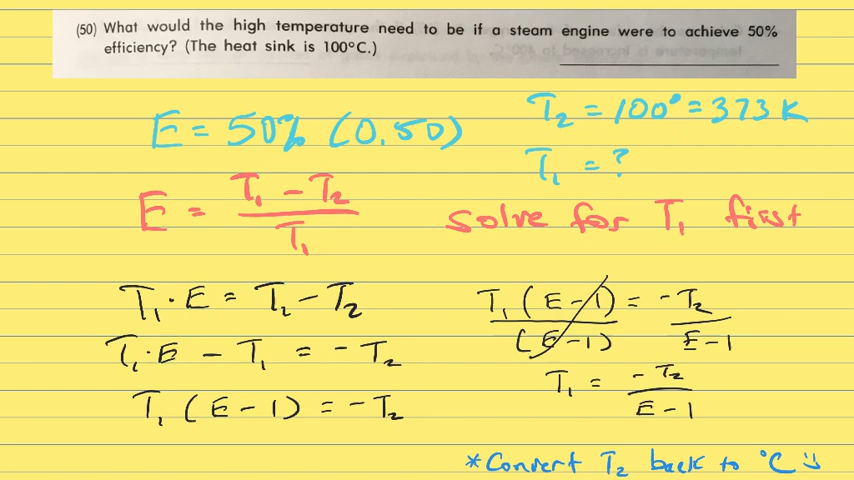 (50) What would the high temperature need to be if a steam engine were to achieve 50%
efficiency? (The heat sink is 100°C.)
E = 50% (0.50)
T₂ = 100° = 373 K
T₁ = ?
E = (T₁ - T₂) / T₁
solve for T₁ first
T₁ · E = T₁ - T₂
T₁·E - T₁ = -T₂
T₁ (E - 1) = -T₂
T₁ (E - 1) / (E - 1) = -T₂ / E - 1
T₁ = -T₂ / E - 1
*Convert T₂ back to °C